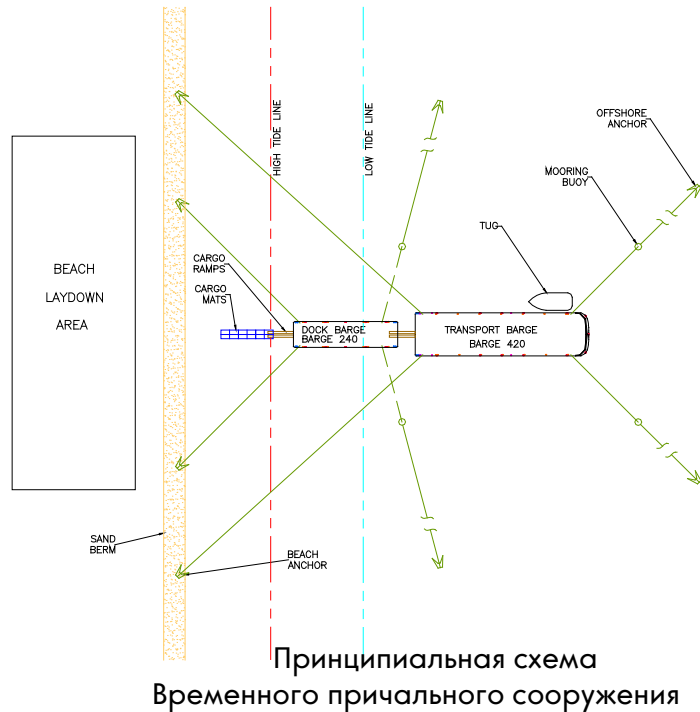 HIGH TIDE LINE
LOW TIDE LINE
OFFSHORE
ANCHOR
MOORING
BUOY
TUG
CARGO
RAMPS
CARGO
MATS
BEACH
LAYDOWN
AREA
DOCK BARGE
BARGE 240
TRANSPORT BARGE
BARGE 420
SAND
BERM
BEACH
ANCHOR
Принципиальная схема
Временного причального сооружения